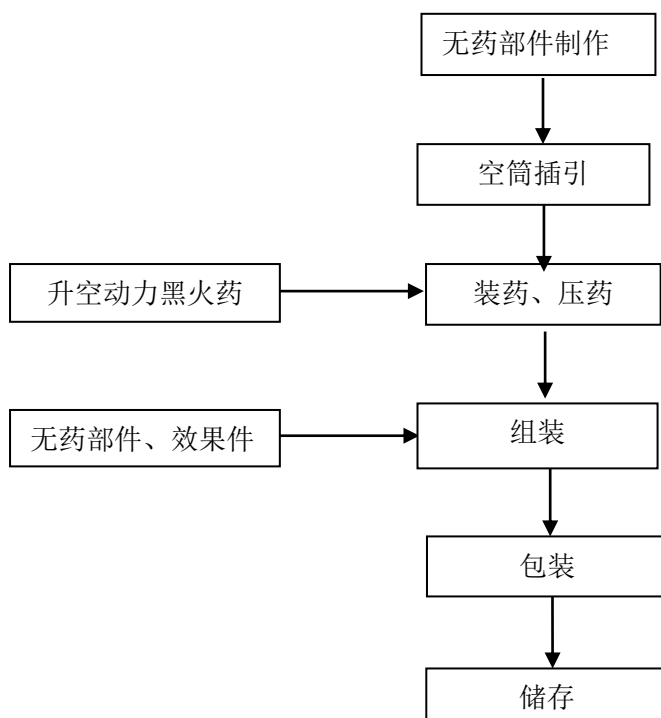 无药部件制作
空筒插引
升空动力黑火药
装药、压药
无药部件、效果件
组装
包装
储存